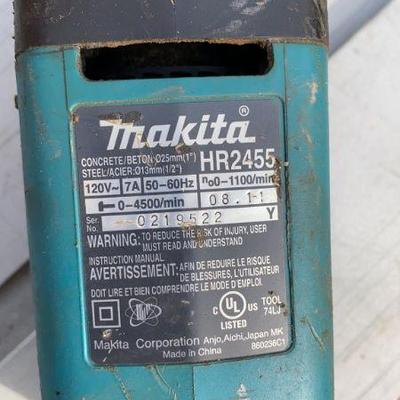 makita®
CONCRETE/BETON Ø25mm(1") HR2455
STEEL/ACIER:Ø13mm(1/2")
120V~ 7A 50-60Hz n₀0-1100/min
0-4500/min 08.11
Ser. No. 0219522 Y
WARNING: TO REDUCE THE RISK OF INJURY, USER
MUST READ AND UNDERSTAND
INSTRUCTION MANUAL.
AVERTISSEMENT: AFIN DE RÉDUIRE LE RISQUE
DE BLESSURES, L'UTILISATEUR
DOIT LIRE ET BIEN COMPRENDRE LE MODE D'EMPLOI.
C UL US TOOL
LISTED 74LJ
Makita Corporation Anjo,Aichi,Japan MK
Made in China 860236C1